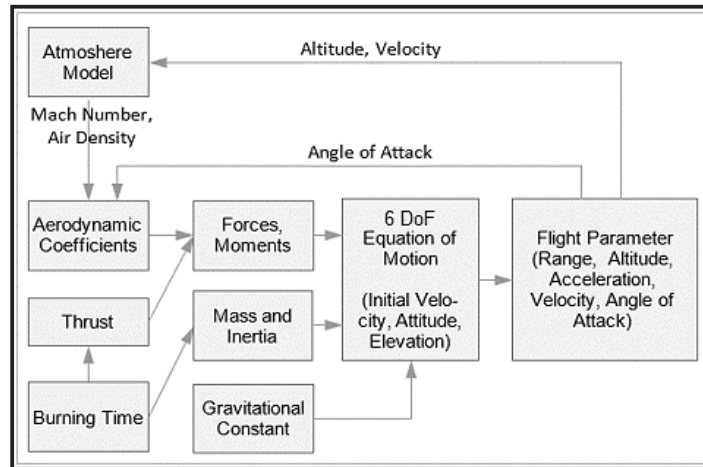 Atmoshere
Model
Altitude, Velocity
Mach Number,
Air Density
Angle of Attack
Aerodynamic
Coefficients
Forces,
Moments
6 DoF
Equation of
Motion
(Initial Velo-
city, Attitude,
Elevation)
Flight Parameter
(Range, Altitude,
Acceleration,
Velocity, Angle of
Attack)
Thrust
Mass and
Inertia
Burning Time
Gravitational
Constant